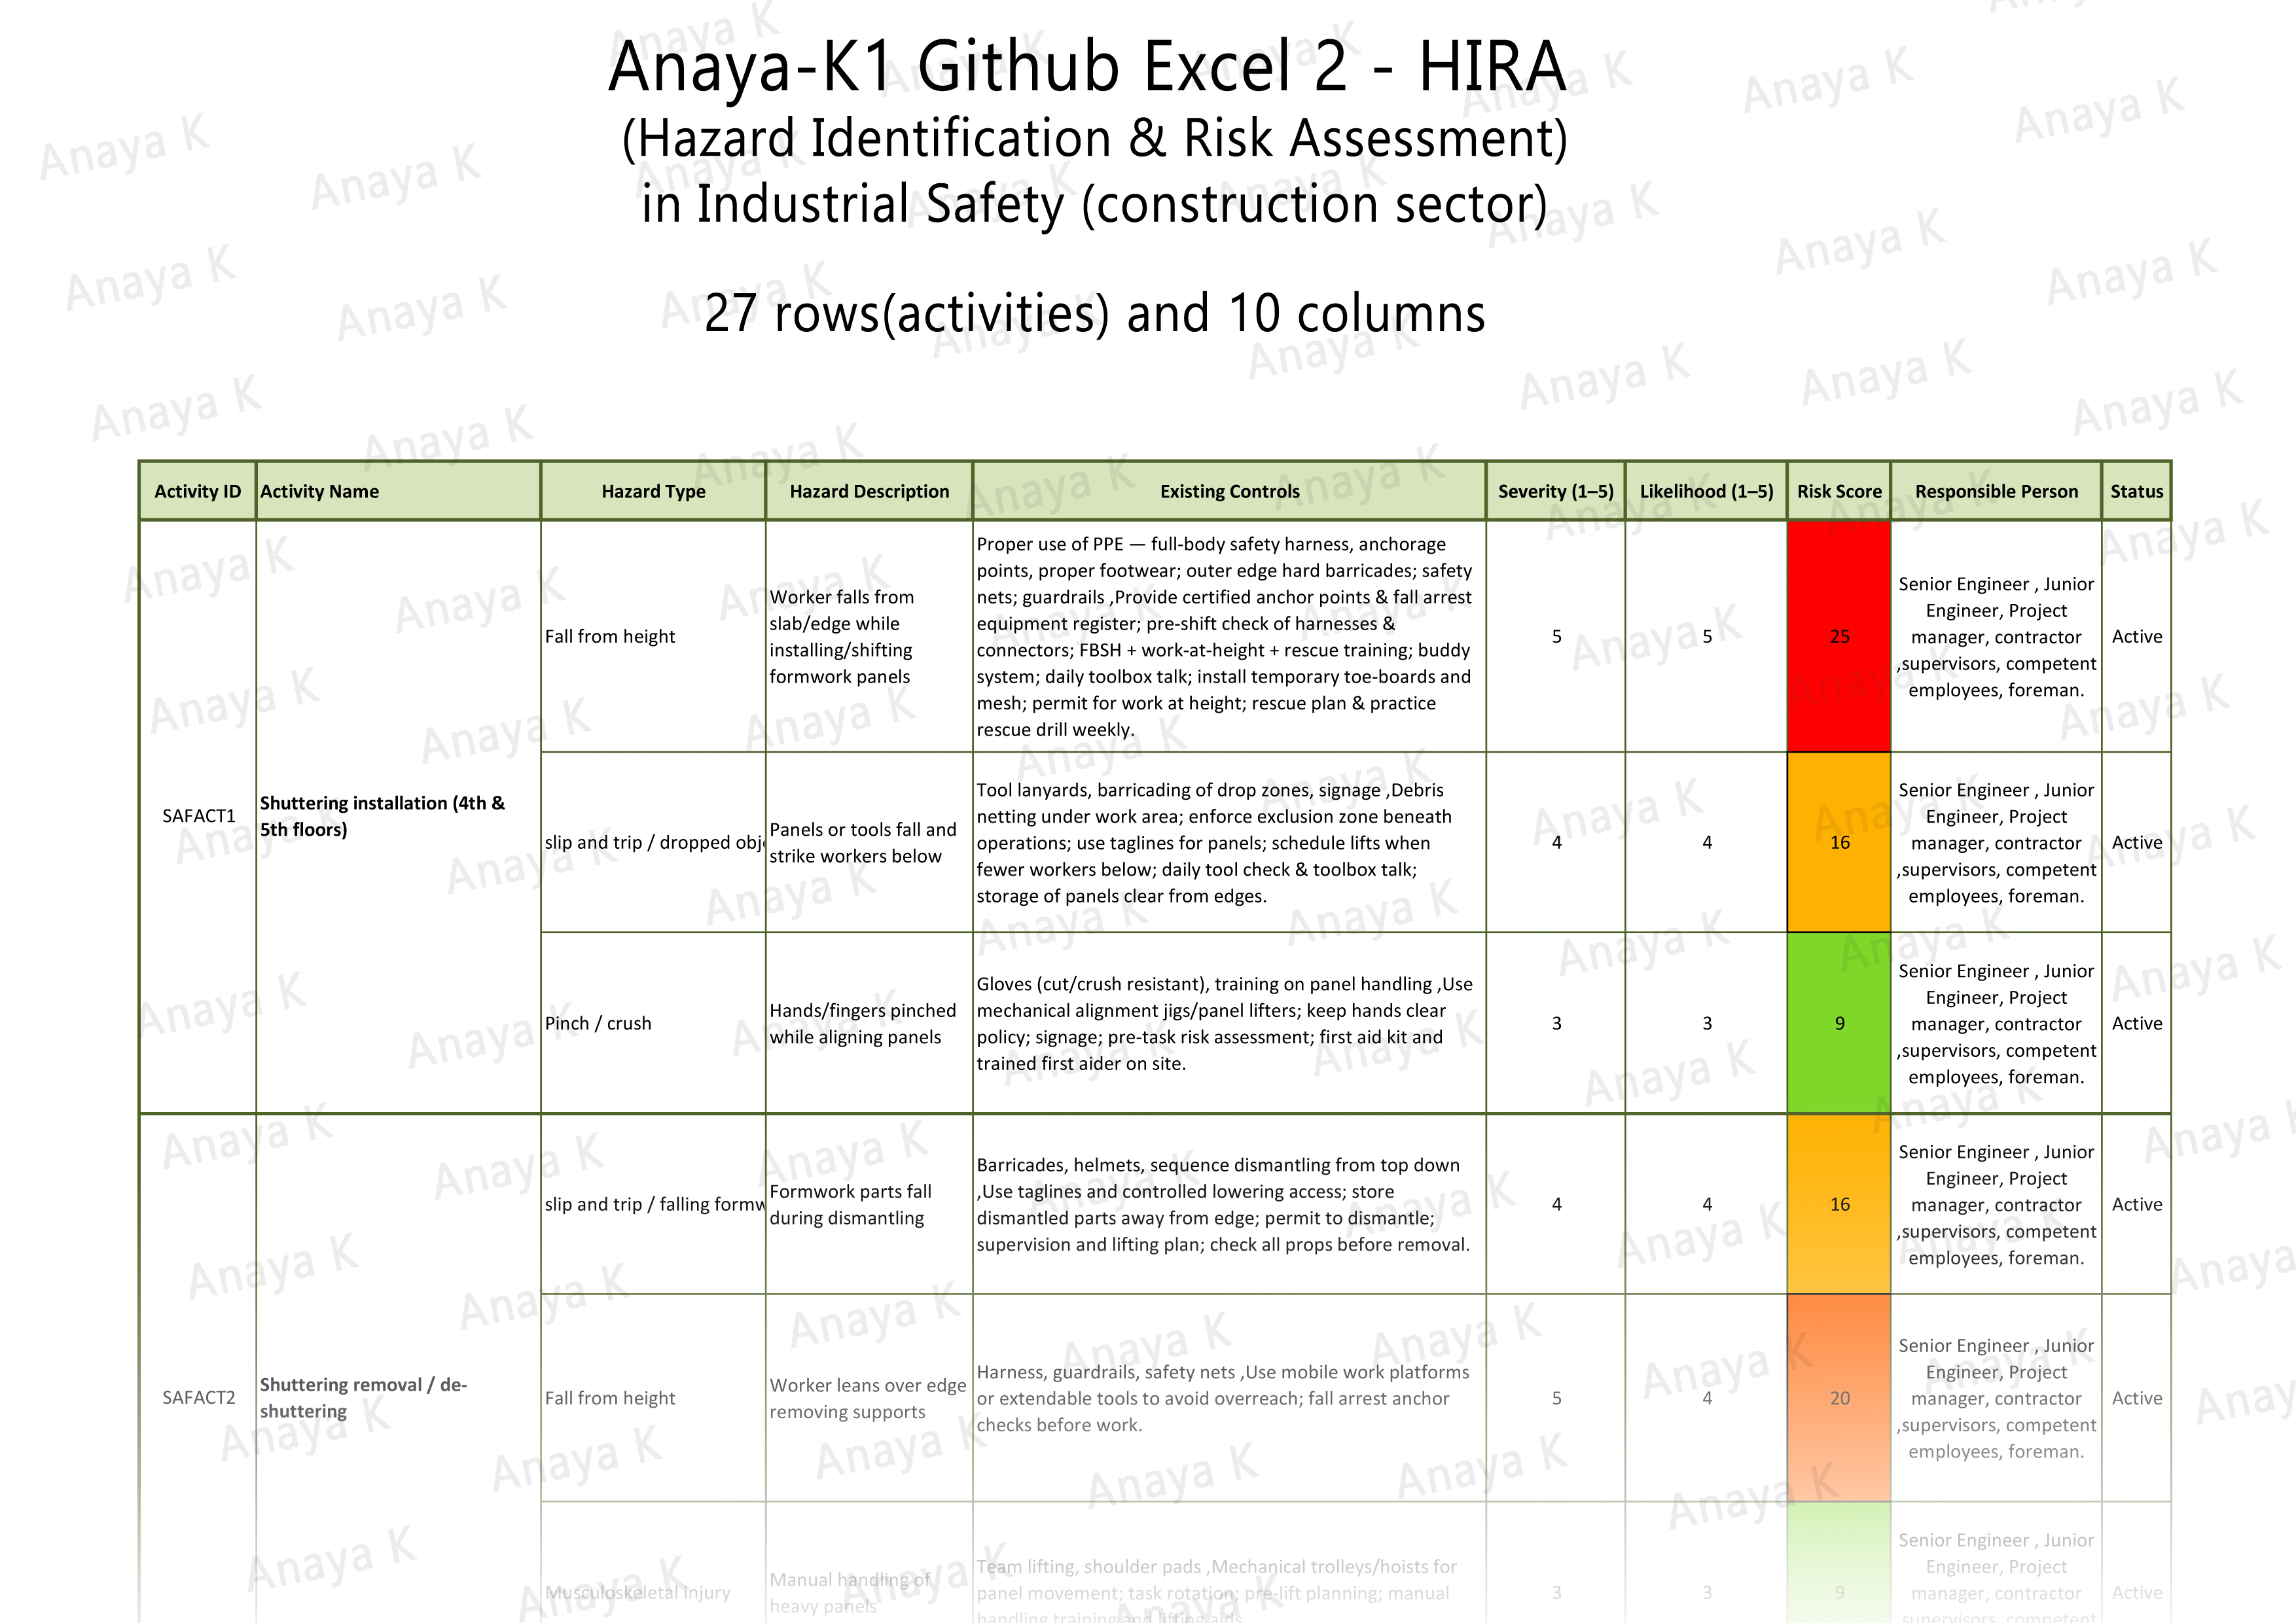 Anaya-K1 Github Excel 2 - HIRA
(Hazard Identification & Risk Assessment)
in Industrial Safety (construction sector)
27 rows(activities) and 10 columns
Activity ID Activity Name Hazard Type Hazard Description Existing Controls Severity (1–5) Likelihood (1–5) Risk Score Responsible Person Status
SAFACT1
Shuttering installation (4th &
5th floors)
Fall from height
Worker falls from
slab/edge while
installing/shifting
formwork panels
Proper use of PPE — full-body safety harness, anchorage
points, proper footwear; outer edge hard barricades; safety
nets; guardrails ,Provide certified anchor points & fall arrest
equipment register; pre-shift check of harnesses &
connectors; FBSH + work-at-height + rescue training; buddy
system; daily toolbox talk; install temporary toe-boards and
mesh; permit for work at height; rescue plan & practice
rescue drill weekly.
5
5
25
Senior Engineer , Junior
Engineer, Project
manager, contractor
,supervisors, competent
employees, foreman.
Active
slip and trip / dropped obj
Panels or tools fall and
strike workers below
Tool lanyards, barricading of drop zones, signage ,Debris
netting under work area; enforce exclusion zone beneath
operations; use taglines for panels; schedule lifts when
fewer workers below; daily tool check & toolbox talk;
storage of panels clear from edges.
4
4
16
Senior Engineer , Junior
Engineer, Project
manager, contractor
,supervisors, competent
employees, foreman.
Active
Pinch / crush
Hands/fingers pinched
while aligning panels
Gloves (cut/crush resistant), training on panel handling ,Use
mechanical alignment jigs/panel lifters; keep hands clear
policy; signage; pre-task risk assessment; first aid kit and
trained first aider on site.
3
3
9
Senior Engineer , Junior
Engineer, Project
manager, contractor
,supervisors, competent
employees, foreman.
Active
SAFACT2
Shuttering removal / de-
shuttering
slip and trip / falling formw
Formwork parts fall
during dismantling
Barricades, helmets, sequence dismantling from top down
,Use taglines and controlled lowering access; store
dismantled parts away from edge; permit to dismantle;
supervision and lifting plan; check all props before removal.
4
4
16
Senior Engineer , Junior
Engineer, Project
manager, contractor
,supervisors, competent
employees, foreman.
Active
Fall from height
Worker leans over edge
removing supports
Harness, guardrails, safety nets ,Use mobile work platforms
or extendable tools to avoid overreach; fall arrest anchor
checks before work.
5
4
20
Senior Engineer , Junior
Engineer, Project
manager, contractor
,supervisors, competent
employees, foreman.
Active
Musculoskeletal injury
Manual handling of
heavy panels
Team lifting, shoulder pads ,Mechanical trolleys/hoists for
panel movement; task rotation; pre-lift planning; manual
handling training and lifting aids.
3
3
9
Senior Engineer , Junior
Engineer, Project
manager, contractor
,supervisors, competent
Active
Anaya K